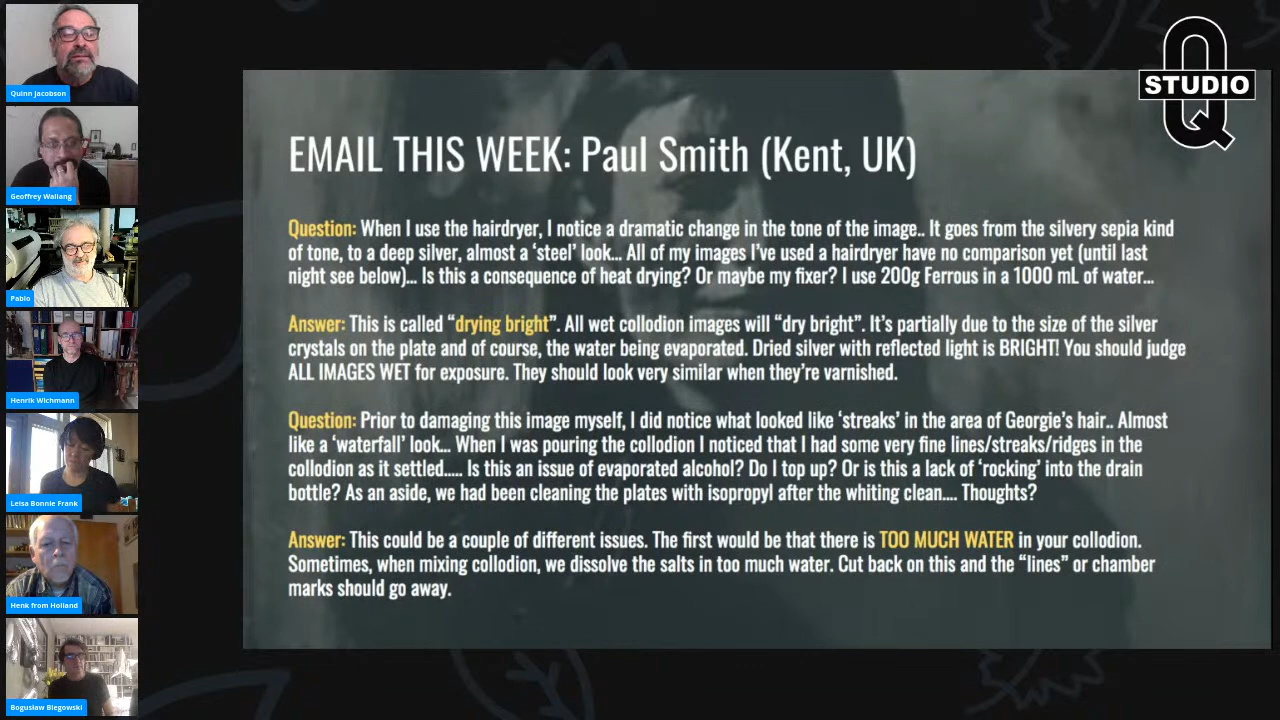 Quinn Jacobson
Geoffrey Wallang
Pablo
Henrik Wichmann
Leisa Bonnie Frank
Henk from Holland
Bogusław Biegowski
STUDIO
Q
EMAIL THIS WEEK: Paul Smith (Kent, UK)
Question: When I use the hairdryer, I notice a dramatic change in the tone of the image.. It goes from the silvery sepia kind
of tone, to a deep silver, almost a ‘steel’ look... All of my images I’ve used a hairdryer have no comparison yet (until last
night see below)... Is this a consequence of heat drying? Or maybe my fixer? I use 200g Ferrous in a 1000 mL of water...
Answer: This is called “drying bright”. All wet collodion images will “dry bright”. It’s partially due to the size of the silver
crystals on the plate and of course, the water being evaporated. Dried silver with reflected light is BRIGHT! You should judge
ALL IMAGES WET for exposure. They should look very similar when they’re varnished.
Question: Prior to damaging this image myself, I did notice what looked like ‘streaks’ in the area of Georgie’s hair.. Almost
like a ‘waterfall’ look... When I was pouring the collodion I noticed that I had some very fine lines/streaks/ridges in the
collodion as it settled..... Is this an issue of evaporated alcohol? Do I top up? Or is this a lack of ‘rocking’ into the drain
bottle? As an aside, we had been cleaning the plates with isopropyl after the whiting clean.... Thoughts?
Answer: This could be a couple of different issues. The first would be that there is TOO MUCH WATER in your collodion.
Sometimes, when mixing collodion, we dissolve the salts in too much water. Cut back on this and the “lines” or chamber
marks should go away.